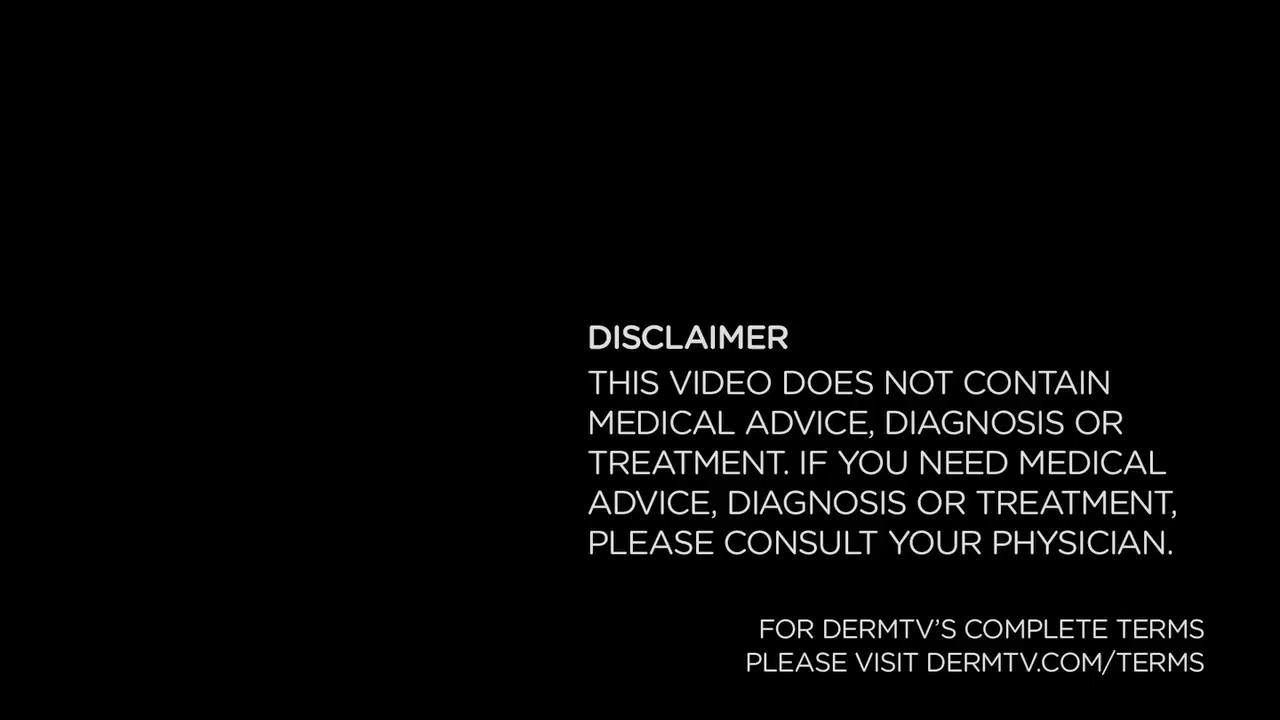 DISCLAIMER
THIS VIDEO DOES NOT CONTAIN
MEDICAL ADVICE, DIAGNOSIS OR
TREATMENT. IF YOU NEED MEDICAL
ADVICE, DIAGNOSIS OR TREATMENT,
PLEASE CONSULT YOUR PHYSICIAN.
FOR DERMTV’S COMPLETE TERMS
PLEASE VISIT DERMTV.COM/TERMS